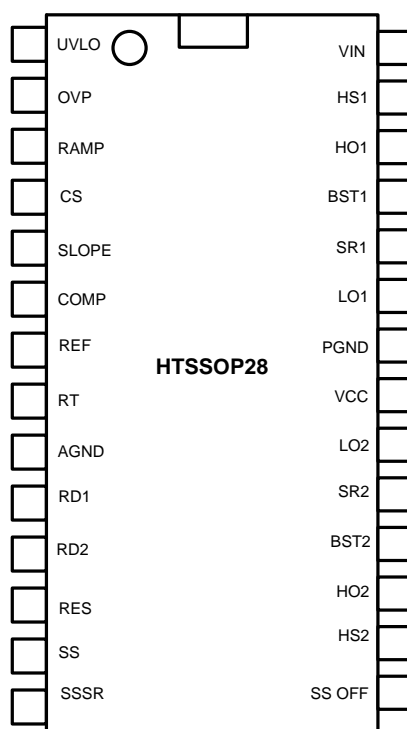 UVLO
OVP
RAMP
CS
SLOPE
COMP
REF
RT
AGND
RD1
RD2
RES
SS
SSSR
HTSSOP28
VIN
HS1
HO1
BST1
SR1
LO1
PGND
VCC
LO2
SR2
BST2
HO2
HS2
SS OFF